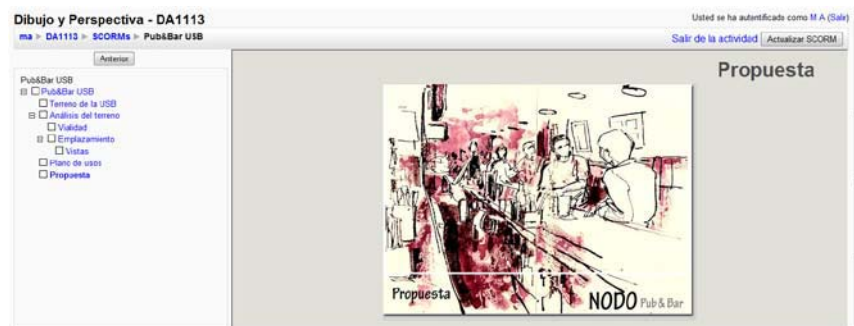 Dibujo y Perspectiva - DA1113
Usted se ha autentificado como M A (Salir)
ma ► DA1113 ► SCORMs ► Pub&Bar USB
Salir de la actividad Actualizar SCORM
Anterior
Pub&Bar USB
Pub&Bar USB
Terreno de la USB
Análisis del terreno
Vialidad
Emplazamiento
Vistas
Plano de usos
Propuesta
Propuesta
Propuesta
NODO Pub & Bar